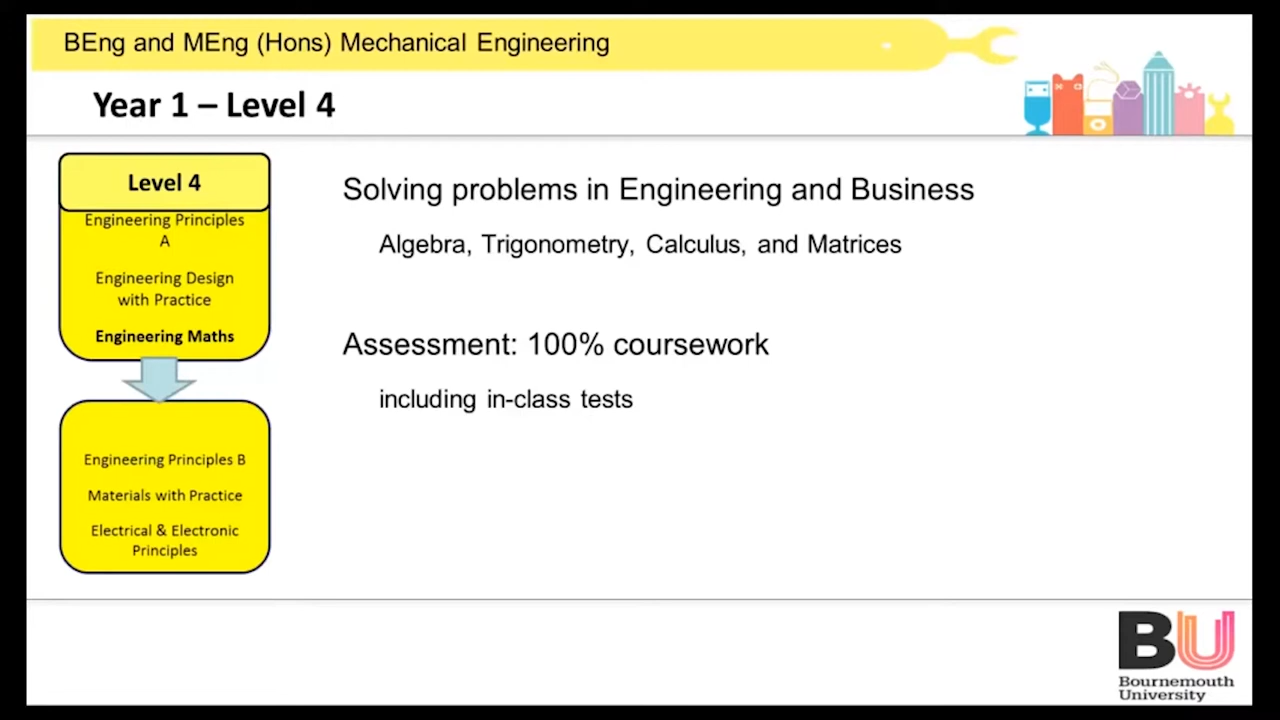 BEng and MEng (Hons) Mechanical Engineering
Year 1 – Level 4
Level 4
Engineering Principles
A
Engineering Design
with Practice
Engineering Maths
Engineering Principles B
Materials with Practice
Electrical & Electronic
Principles
Solving problems in Engineering and Business
Algebra, Trigonometry, Calculus, and Matrices
Assessment: 100% coursework
including in-class tests
BU
Bournemouth
University